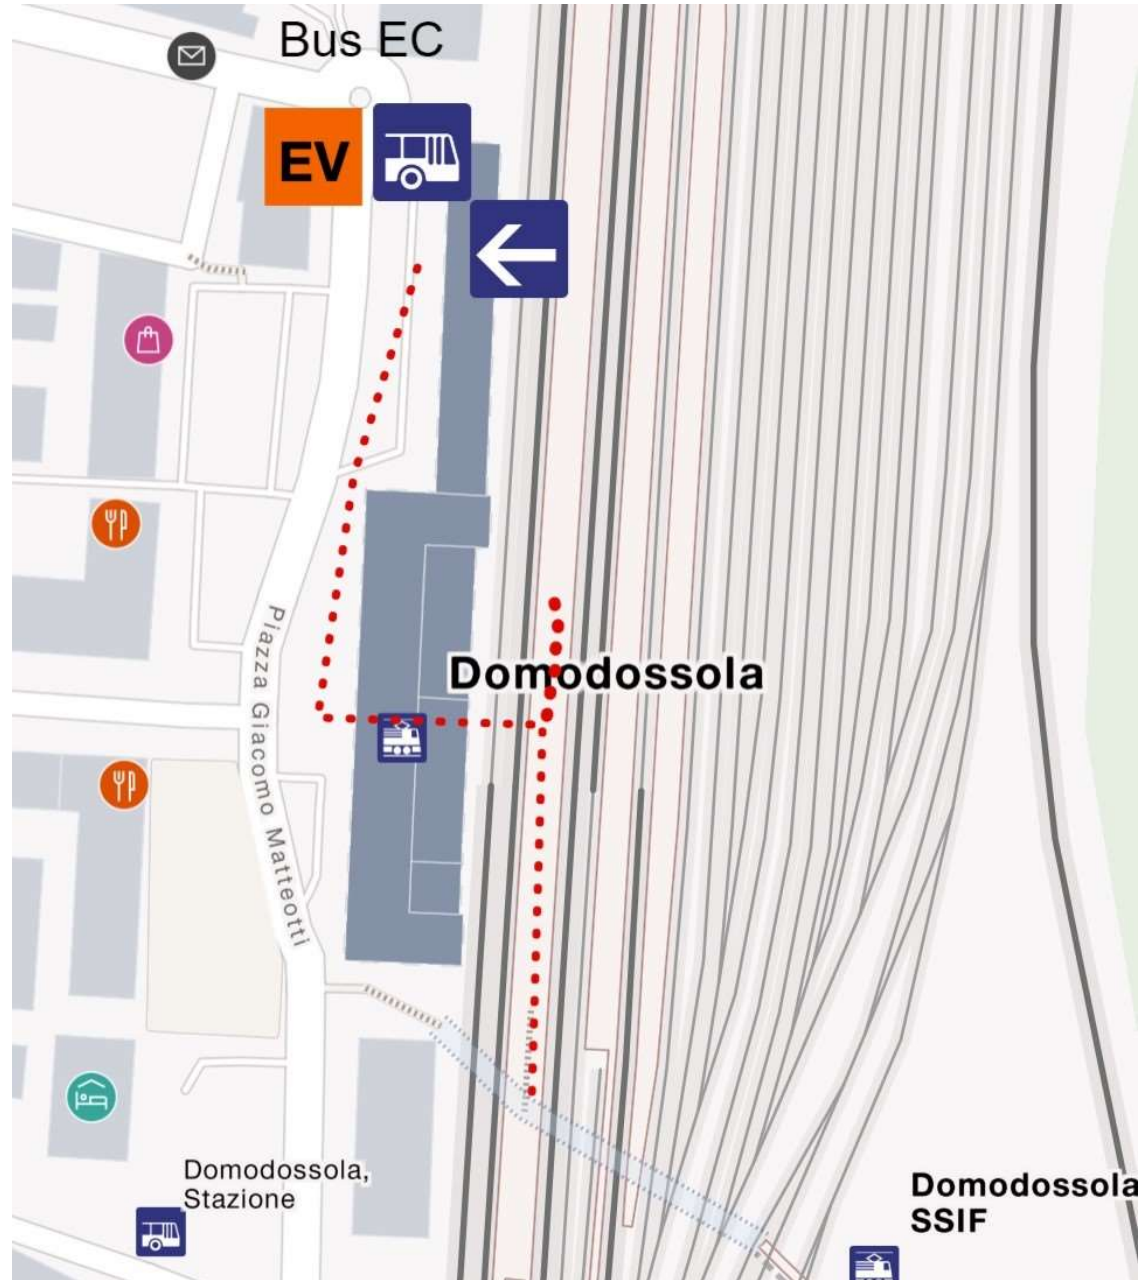 Bus EC
EV
Domodossola
Piazza Giacomo Matteotti
Domodossola,
Stazione
Domodossola
SSIF